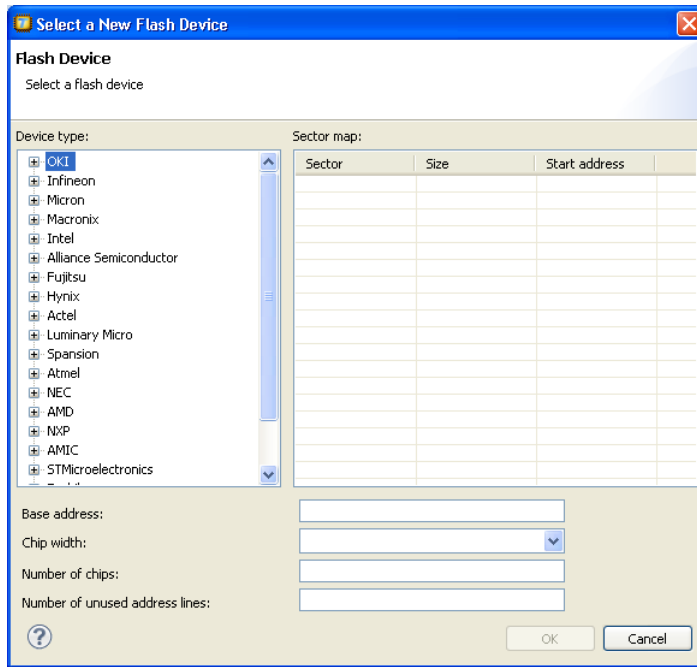 Select a New Flash Device
Flash Device
Select a flash device
Device type:
Sector map:
OKI
Infineon
Micron
Macronix
Intel
Alliance Semiconductor
Fujitsu
Hynix
Actel
Luminary Micro
Spansion
Atmel
NEC
AMD
NXP
AMIC
STMicroelectronics
Sector Size Start address
Base address:
Chip width:
Number of chips:
Number of unused address lines:
OK Cancel